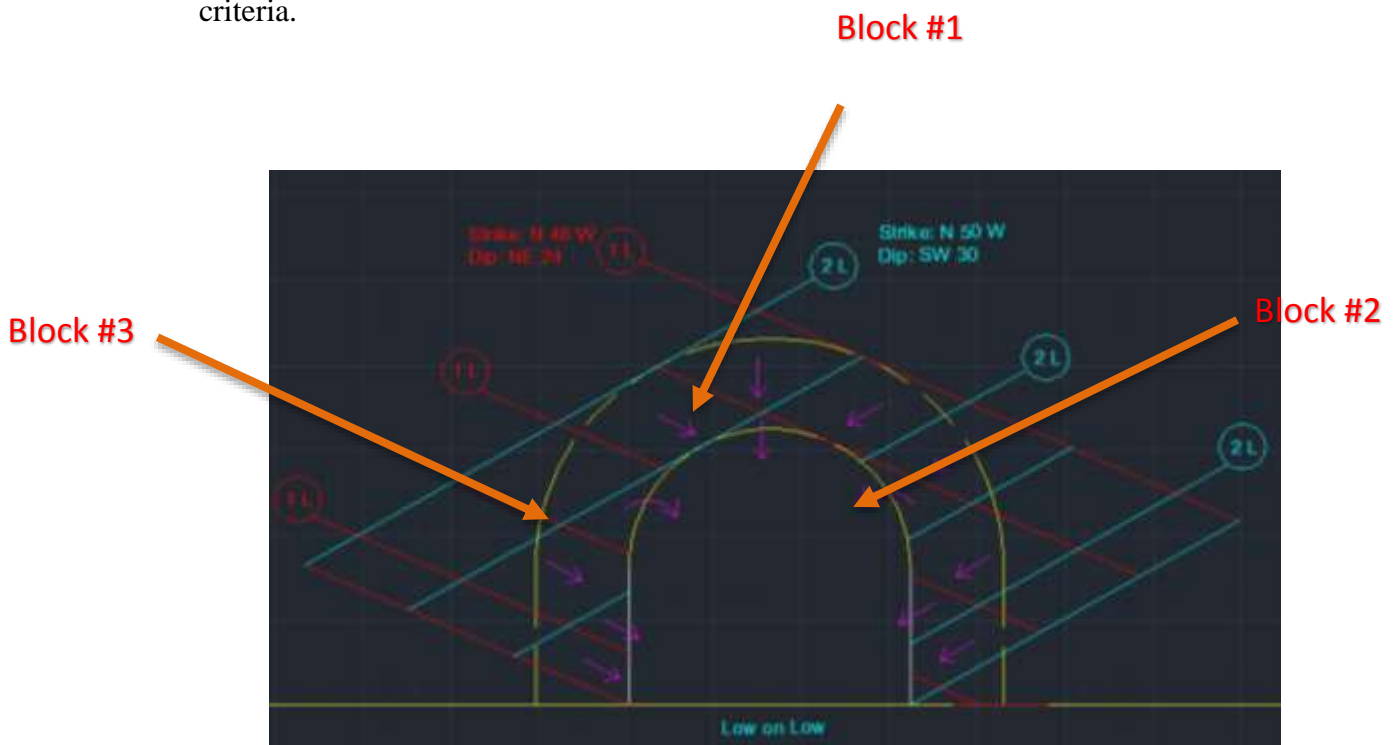 criteria.
Block #1
Strike: N 50 W
Dip: SW 30
1 L
2 L
Block #3
Block #2
1 L
2 L
2 L
1 L
Low on Low